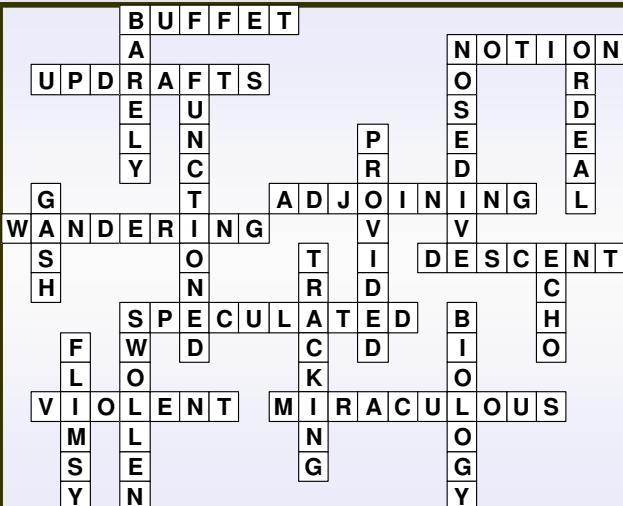 BUFFET
BARELY
NOTION
NOSEDIVE
ORDEAL
UPDRAFTS
FUNCTIONED
PROVIDED
GASH
ADJOINING
WANDERING
TRACKING
DESCENT
ECHO
SPECULATED
SWOLLEN
BIOLOGY
FLIMSY
VIOLENT
MIRACULOUS